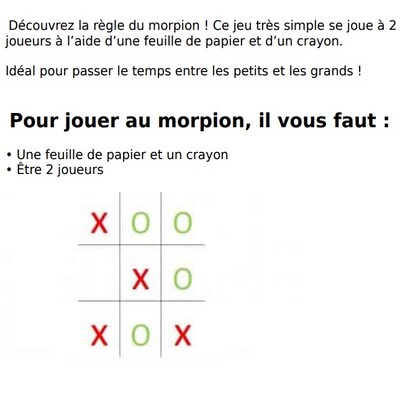 Découvrez la règle du morpion ! Ce jeu très simple se joue à 2
joueurs à l’aide d’une feuille de papier et d’un crayon.
Idéal pour passer le temps entre les petits et les grands !
Pour jouer au morpion, il vous faut :
• Une feuille de papier et un crayon
• Être 2 joueurs
X O O
X O
X O X